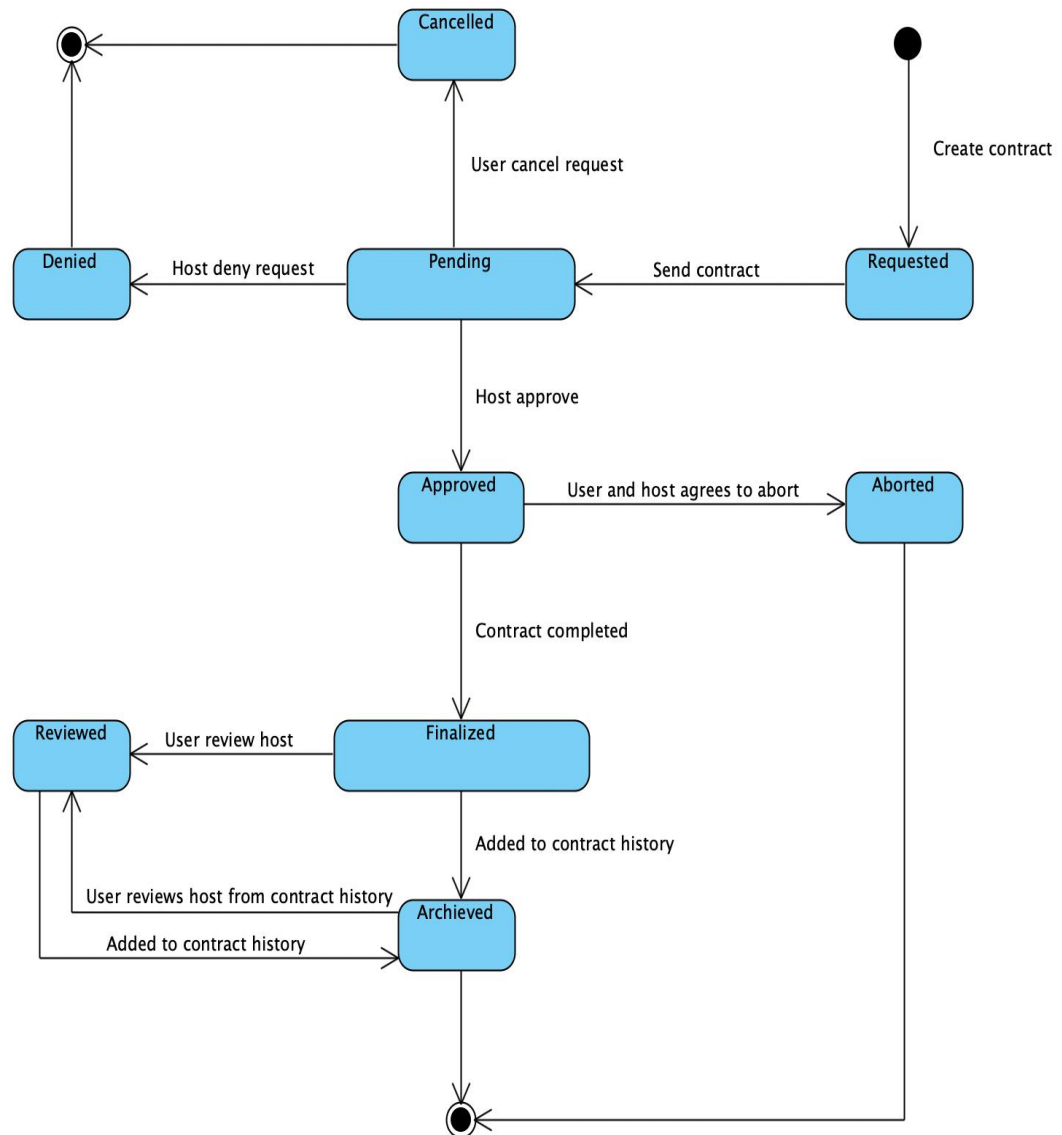 Cancelled
Create contract
User cancel request
Denied
Host deny request
Pending
Send contract
Requested
Host approve
Approved
User and host agrees to abort
Aborted
Contract completed
Reviewed
User review host
Finalized
Added to contract history
User reviews host from contract history
Archieved
Added to contract history